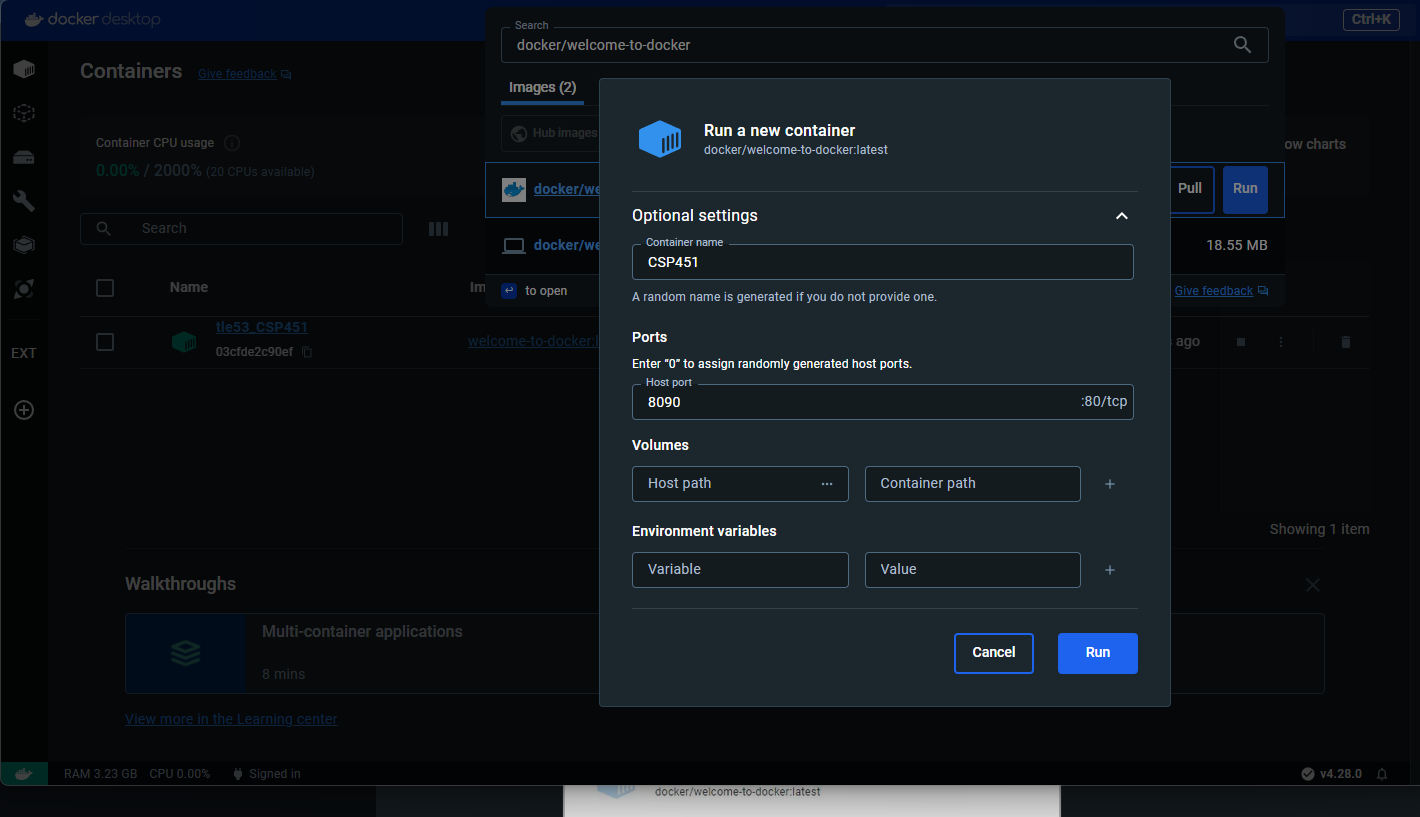 docker desktop
Ctrl+K
Search
docker/welcome-to-docker
Containers
Give feedback
Images (2)
Hub images
Container CPU usage
0.00% / 2000% (20 CPUs available)
ow charts
docker/we
Pull
Run
Search
docker/we
18.55 MB
to open
Give feedback
Name
Im
tle53_CSP451
03cfde2c90ef
welcome-to-docker:l
ago
EXT
Run a new container
docker/welcome-to-docker:latest
Optional settings
Container name
CSP451
A random name is generated if you do not provide one.
Ports
Enter “0” to assign randomly generated host ports.
Host port
8090
:80/tcp
Volumes
Host path
...
Container path
+
Environment variables
Variable
Value
+
Cancel
Run
Showing 1 item
Walkthroughs
Multi-container applications
8 mins
View more in the Learning center
RAM 3.23 GB CPU 0.00% Signed in
v4.28.0
docker/welcome-to-docker:latest